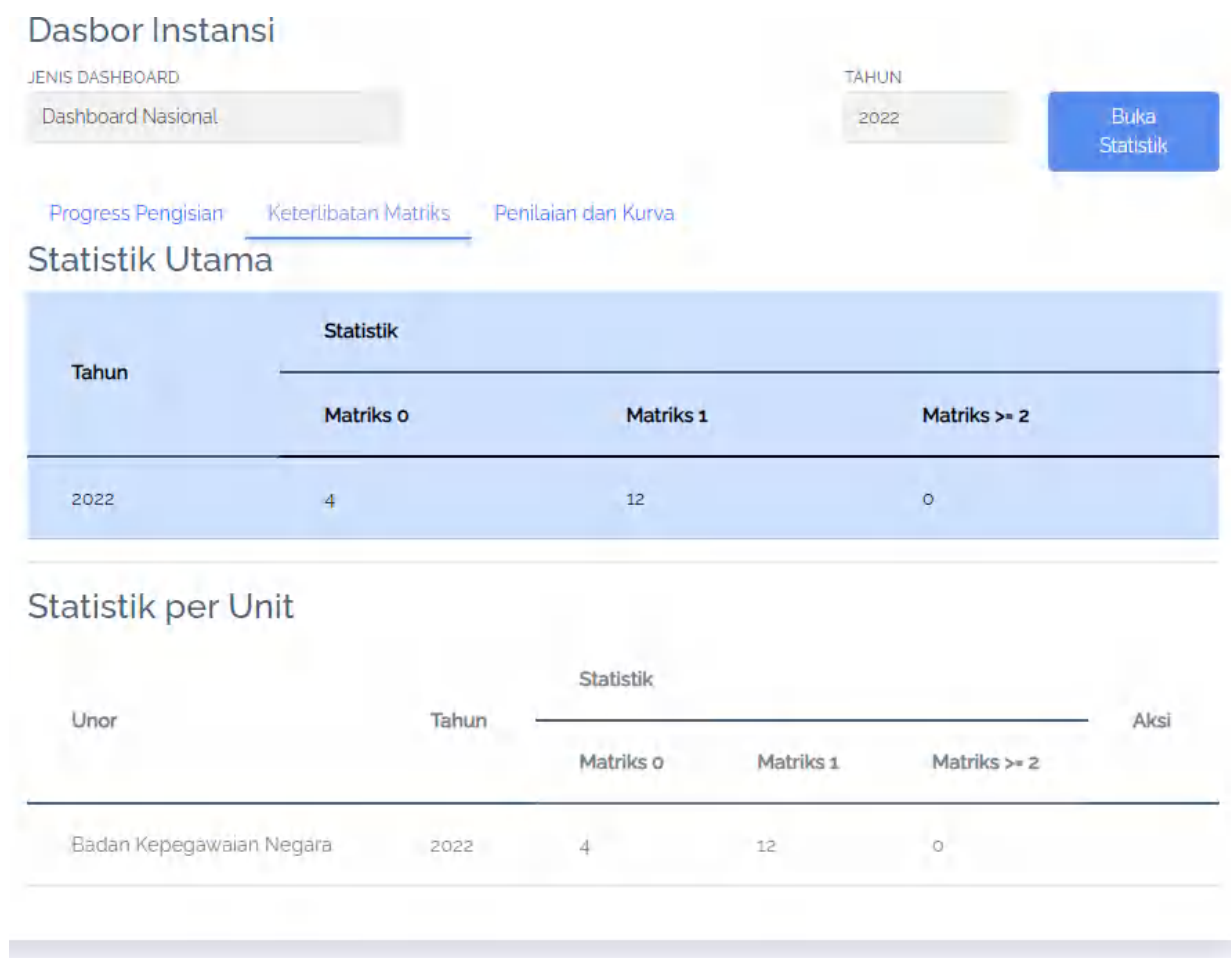 Dasbor Instansi
JENIS DASHBOARD TAHUN
Dashboard Nasional 2022 Buka
Statistik
Progress Pengisian Keterlibatan Matriks Penilaian dan Kurva
Statistik Utama
Statistik
Tahun
Matriks 0 Matriks 1 Matriks >= 2
2022 4 12 0
Statistik per Unit
Statistik
Unor Tahun Aksi
Matriks 0 Matriks 1 Matriks >= 2
Badan Kepegawaian Negara 2022 4 12 0